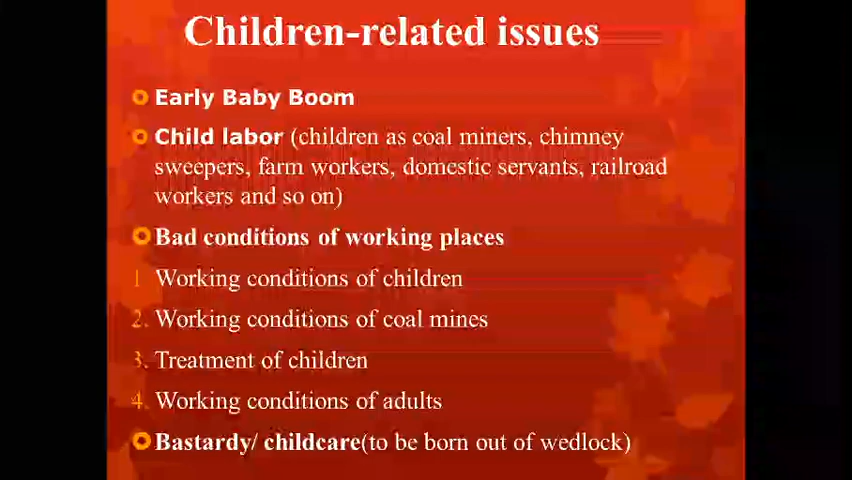 Children-related issues
Early Baby Boom
Child labor (children as coal miners, chimney
sweepers, farm workers, domestic servants, railroad
workers and so on)
Bad conditions of working places
1 Working conditions of children
2. Working conditions of coal mines
3. Treatment of children
4. Working conditions of adults
Bastardy/ childcare(to be born out of wedlock)